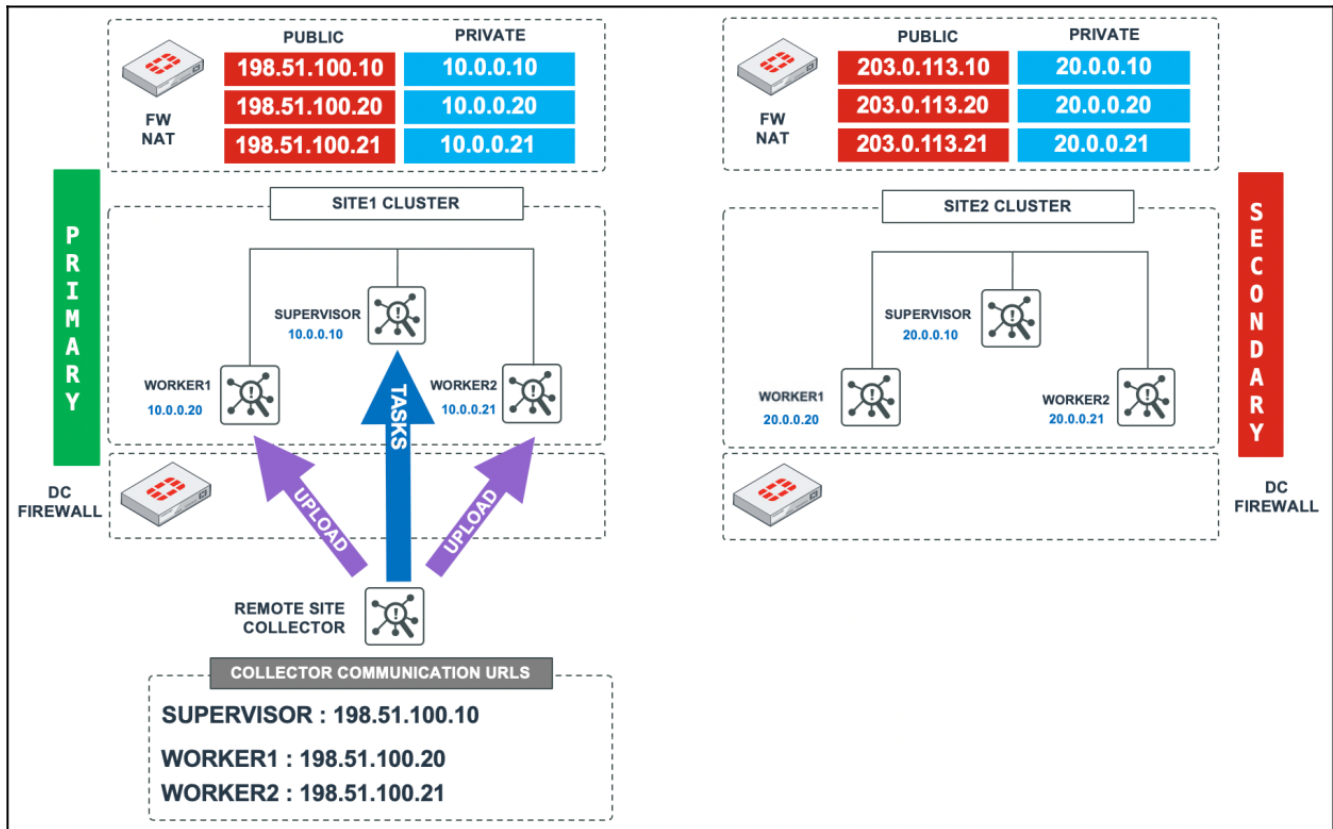 PUBLIC PRIVATE
198.51.100.10 10.0.0.10
198.51.100.20 10.0.0.20
198.51.100.21 10.0.0.21
FW
NAT
PUBLIC PRIVATE
203.0.113.10 20.0.0.10
203.0.113.20 20.0.0.20
203.0.113.21 20.0.0.21
FW
NAT
PRIMARY
SITE1 CLUSTER
SUPERVISOR
10.0.0.10
WORKER1
10.0.0.20
WORKER2
10.0.0.21
TASKS
UPLOAD
UPLOAD
DC
FIREWALL
SITE2 CLUSTER
SUPERVISOR
20.0.0.10
WORKER1
20.0.0.20
WORKER2
20.0.0.21
SECONDARY
DC
FIREWALL
REMOTE SITE
COLLECTOR
COLLECTOR COMMUNICATION URLS
SUPERVISOR : 198.51.100.10
WORKER1 : 198.51.100.20
WORKER2 : 198.51.100.21